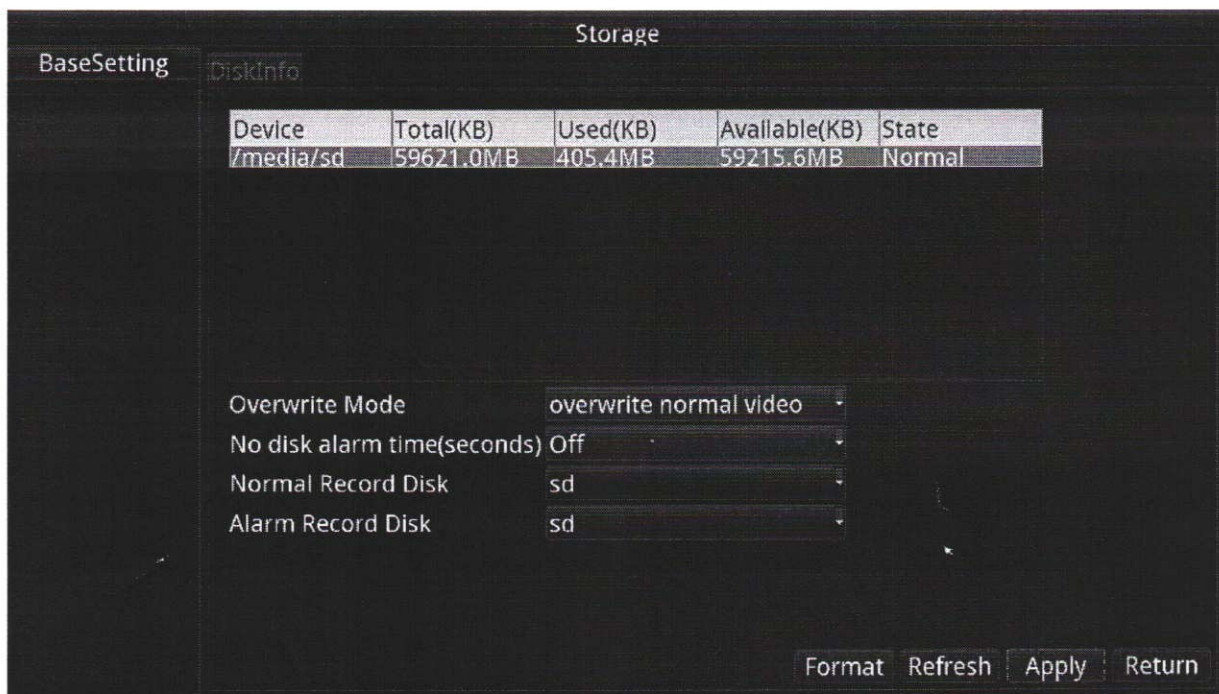 Storage
BaseSetting
DiskInfo
Device Total(KB) Used(KB) Available(KB) State
/media/sd 59621.0MB 405.4MB 59215.6MB Normal
Overwrite Mode overwrite normal video
No disk alarm time(seconds) Off
Normal Record Disk sd
Alarm Record Disk sd
Format Refresh Apply Return